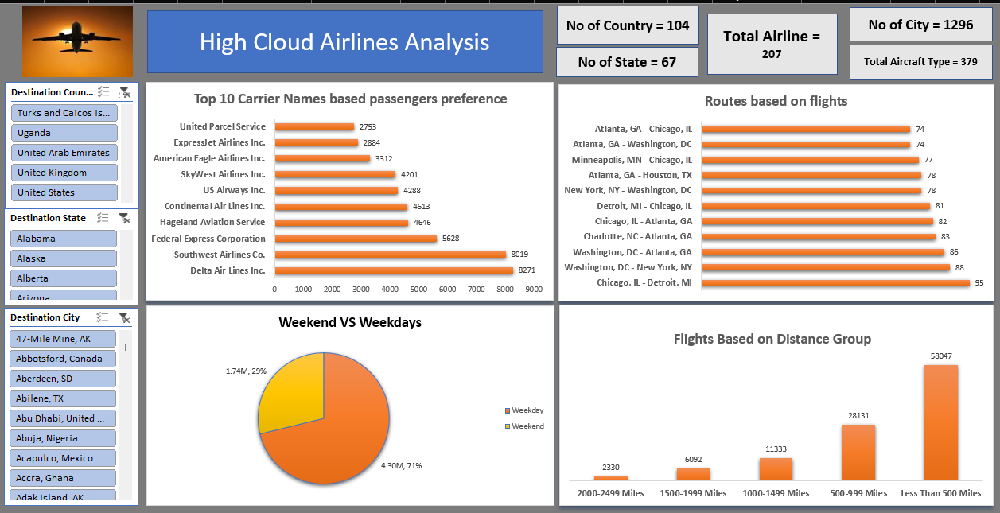 High Cloud Airlines Analysis
No of Country = 104
No of State = 67
Total Airline =
207
No of City = 1296
Total Aircraft Type = 379
Destination Coun...
Turks and Caicos Is...
Uganda
United Arab Emirates
United Kingdom
United States
Destination State
Alabama
Alaska
Alberta
Arizona
Destination City
47-Mile Mine, AK
Abbotsford, Canada
Aberdeen, SD
Abilene, TX
Abu Dhabi, United ...
Abuja, Nigeria
Acapulco, Mexico
Accra, Ghana
Adak Island, AK
Top 10 Carrier Names based passengers preference
United Parcel Service 2753
ExpressJet Airlines Inc. 2884
American Eagle Airlines Inc. 3312
SkyWest Airlines Inc. 4201
US Airways Inc. 4288
Continental Air Lines Inc. 4613
Hageland Aviation Service 4646
Federal Express Corporation 5628
Southwest Airlines Co. 8019
Delta Air Lines Inc. 8271
0 1000 2000 3000 4000 5000 6000 7000 8000 9000
Routes based on flights
Atlanta, GA - Chicago, IL 74
Atlanta, GA - Washington, DC 74
Minneapolis, MN - Chicago, IL 77
Atlanta, GA - Houston, TX 78
New York, NY - Washington, DC 78
Detroit, MI - Chicago, IL 81
Chicago, IL - Atlanta, GA 82
Charlotte, NC - Atlanta, GA 83
Washington, DC - Atlanta, GA 86
Washington, DC - New York, NY 88
Chicago, IL - Detroit, MI 95
Weekend VS Weekdays
1.74M, 29%
4.30M, 71%
Weekday
Weekend
Flights Based on Distance Group
2330 6092 11333 28131 58047
2000-2499 Miles 1500-1999 Miles 1000-1499 Miles 500-999 Miles Less Than 500 Miles